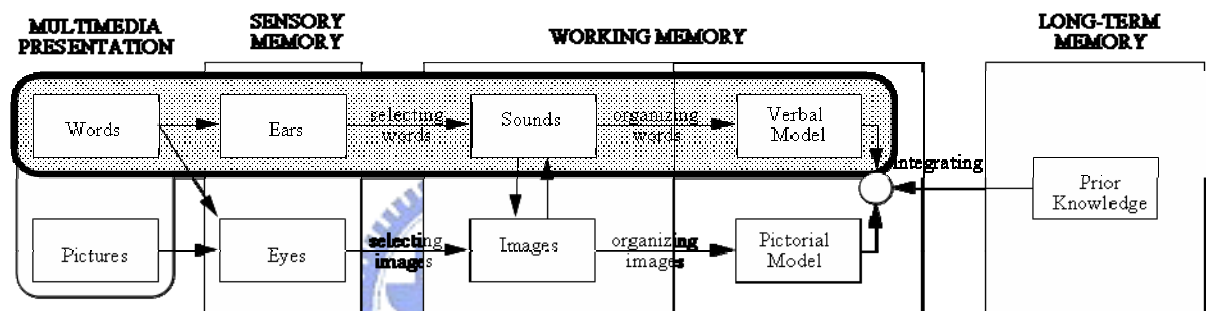 MULTIMEDIA
PRESENTATION
SENSORY
MEMORY
WORKING MEMORY
LONG-TERM
MEMORY
Words
Ears
selecting
words
Sounds
organizing
words
Verbal
Model
integrating
Prior
Knowledge
Pictures
Eyes
selecting
images
Images
organizing
images
Pictorial
Model